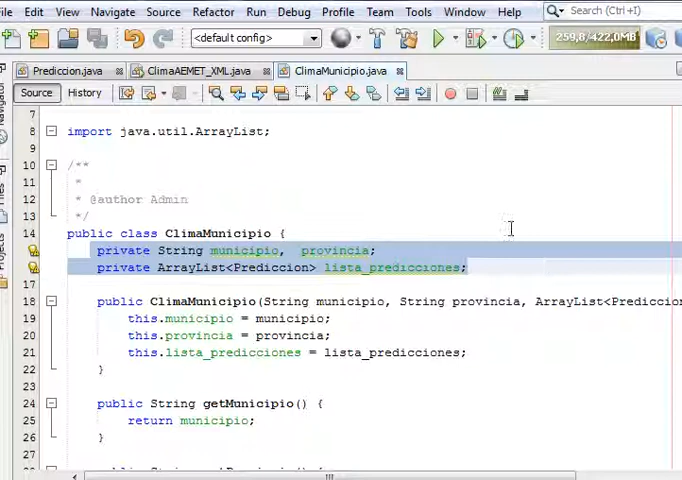 File Edit View Navigate Source Refactor Run Debug Profile Team Tools Window Help Search (Ctrl+I)
<default config> 259,8/422,0MB
Prediccion.java ClimaAEMET_XML.java ClimaMunicipio.java
Source History
7
8 import java.util.ArrayList;
9
10 /**
11 *
12 * @author Admin
13 */
14 public class ClimaMunicipio {
private String municipio, provincia;
private ArrayList<Prediccion> lista_predicciones;
17
18 public ClimaMunicipio(String municipio, String provincia, ArrayList<Prediccion
19 this.municipio = municipio;
20 this.provincia = provincia;
21 this.lista_predicciones = lista_predicciones;
22 }
23
24 public String getMunicipio() {
25 return municipio;
26 }
27